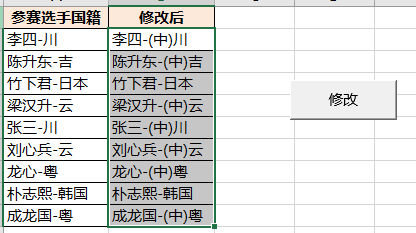 参赛选手国籍 修改后
李四-川 李四-(中)川
陈升东-吉 陈升东-(中)吉
竹下君-日本 竹下君-日本
梁汉升-云 梁汉升-(中)云
张三-川 张三-(中)川
刘心兵-云 刘心兵-(中)云
龙心-粤 龙心-(中)粤
朴志熙-韩国 朴志熙-韩国
成龙国-粤 成龙国-(中)粤
修改